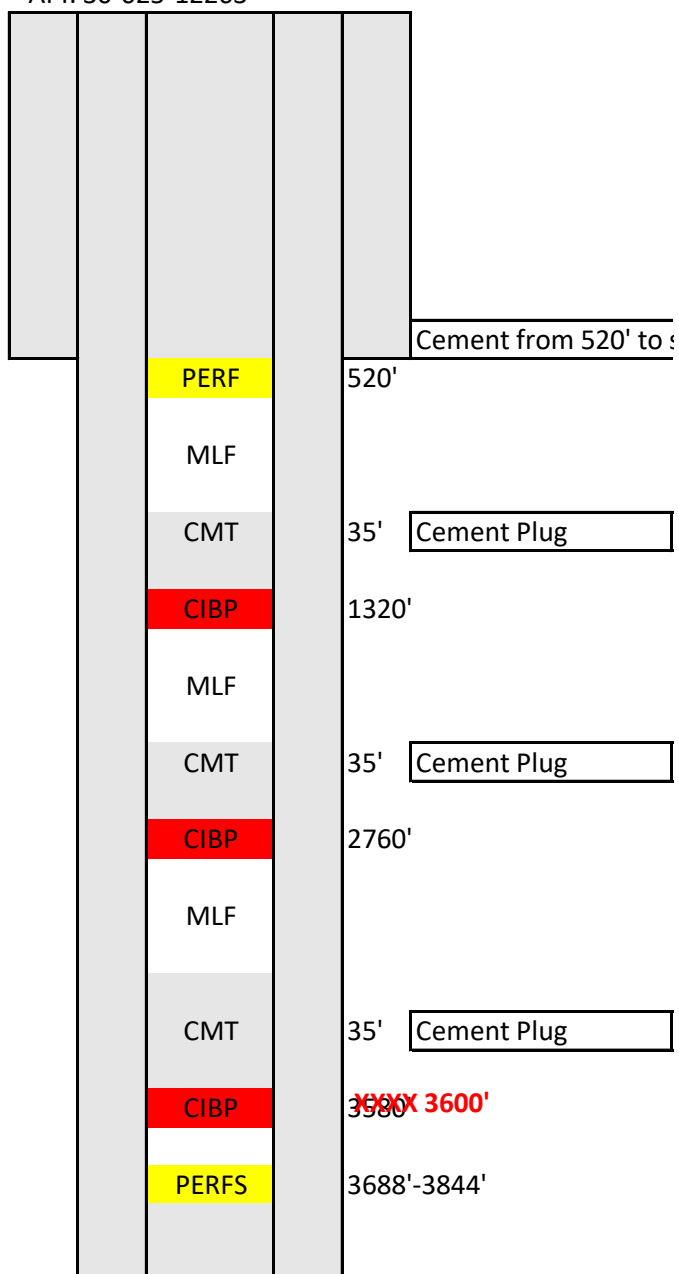 Cement from 520' to
PERF 520'
MLF
CMT 35' Cement Plug
CIBP 1320'
MLF
CMT 35' Cement Plug
CIBP 2760'
MLF
CMT 35' Cement Plug
CIBP 3580' XXXX 3600'
PERFS 3688'-3844'